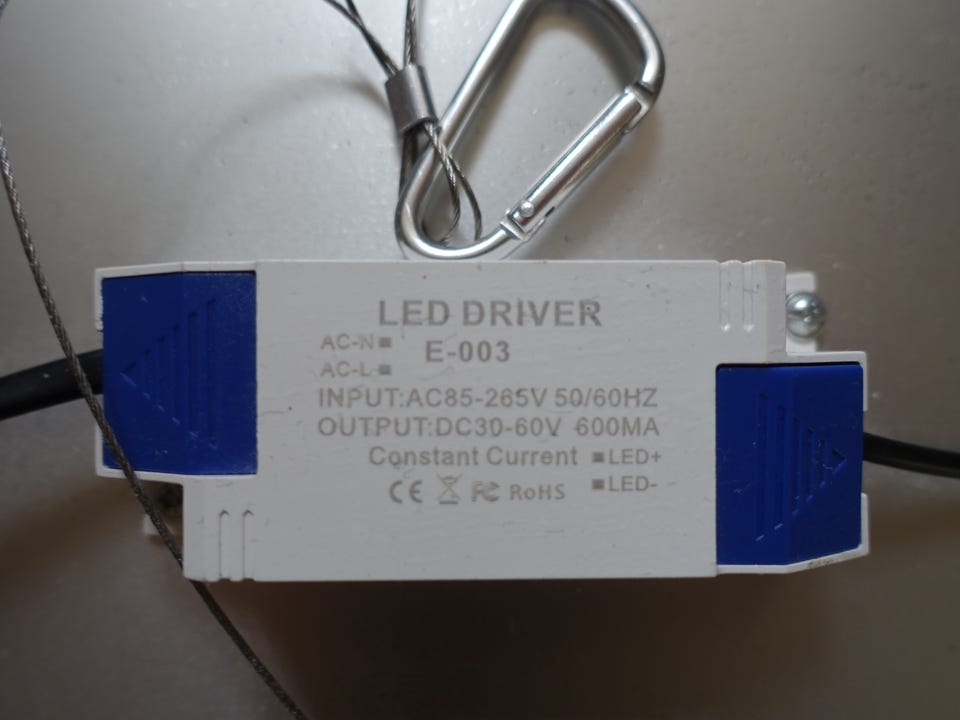 LED DRIVER
AC-N E-003
AC-L
INPUT:AC85-265V 50/60HZ
OUTPUT:DC30-60V 600MA
Constant Current LED+
CE FC RoHS LED-